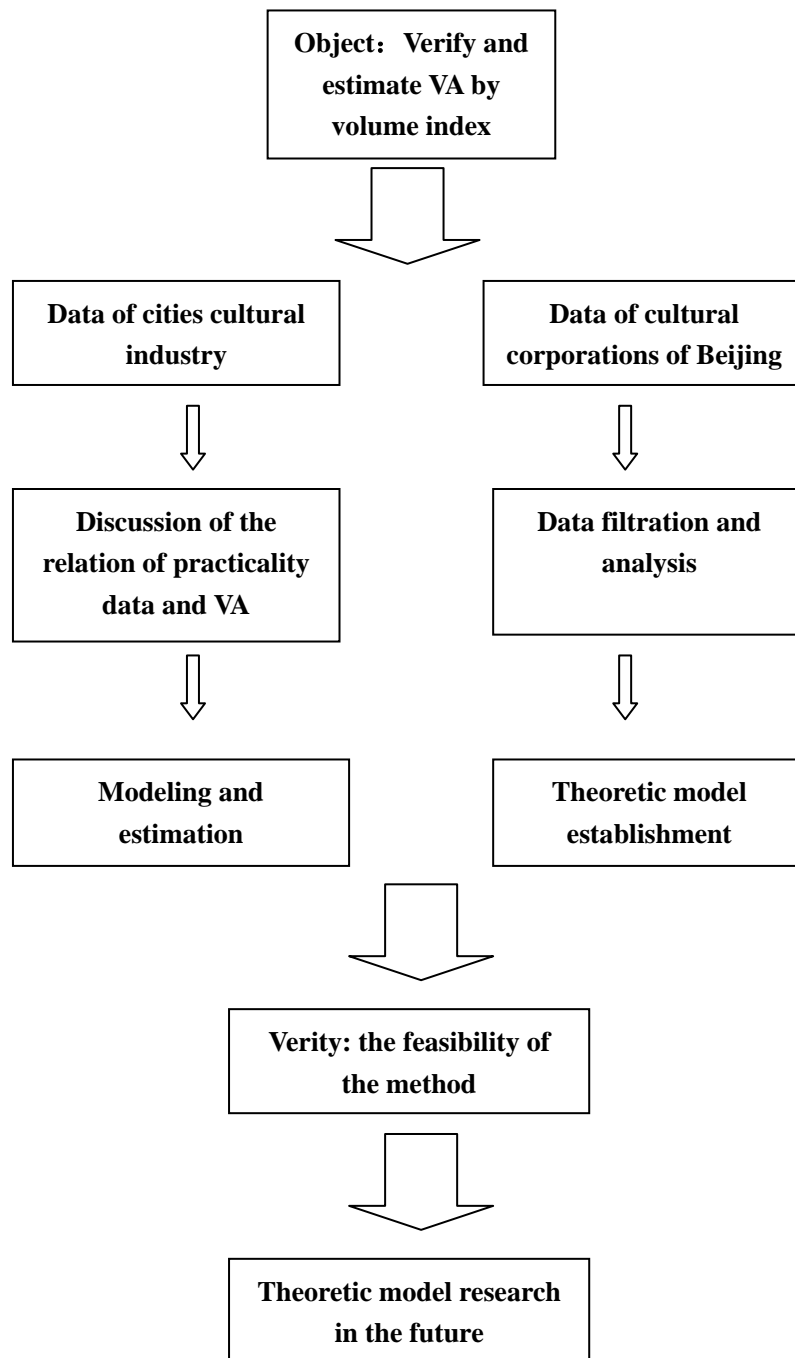 Object：Verify and
estimate VA by
volume index
Data of cities cultural
industry
Data of cultural
corporations of Beijing
Discussion of the
relation of practicality
data and VA
Data filtration and
analysis
Modeling and
estimation
Theoretic model
establishment
Verity: the feasibility of
the method
Theoretic model research
in the future